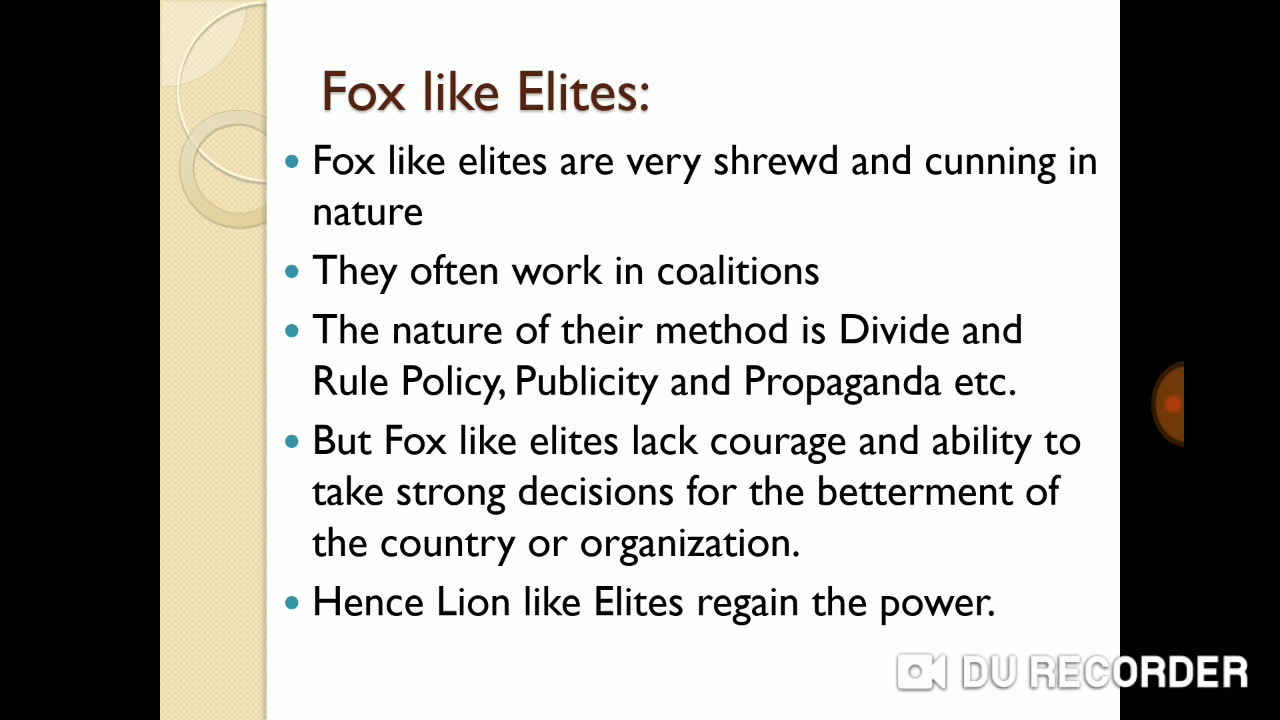 Fox like Elites:
• Fox like elites are very shrewd and cunning in
nature
• They often work in coalitions
• The nature of their method is Divide and
Rule Policy, Publicity and Propaganda etc.
• But Fox like elites lack courage and ability to
take strong decisions for the betterment of
the country or organization.
• Hence Lion like Elites regain the power.
DU RECORDER